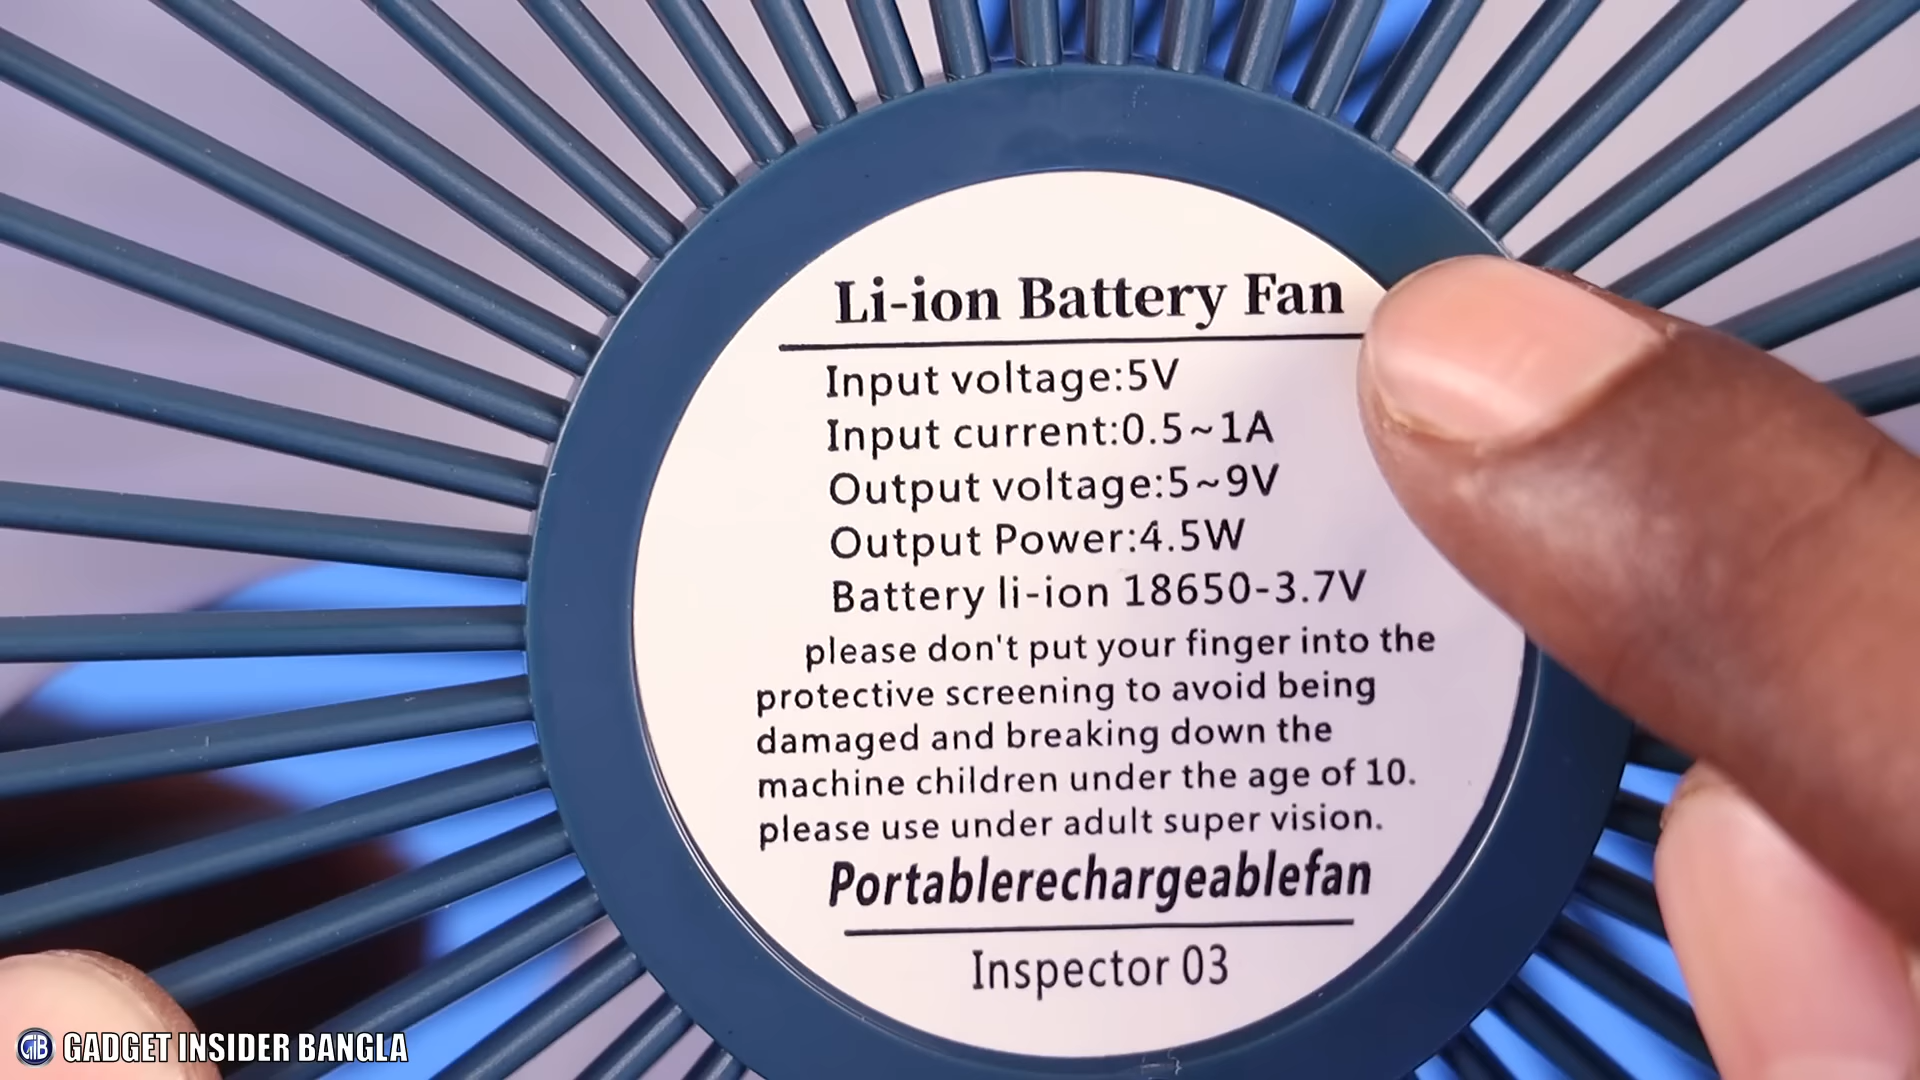 Li-ion Battery Fan
Input voltage:5V
Input current:0.5~1A
Output voltage:5~9V
Output Power:4.5W
Battery li-ion 18650-3.7V
please don't put your finger into the
protective screening to avoid being
damaged and breaking down the
machine children under the age of 10.
please use under adult super vision.
Portablerechargeablefan
Inspector 03
GIB GADGET INSIDER BANGLA